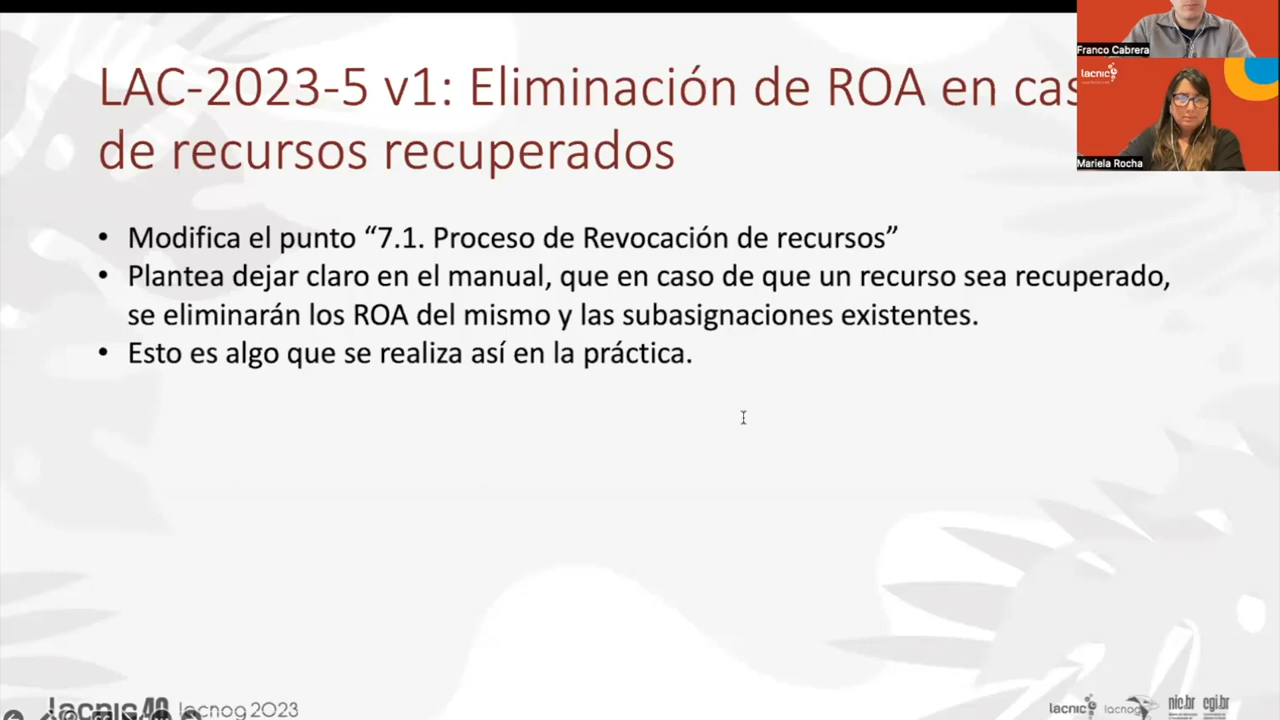 LAC-2023-5 v1: Eliminación de ROA en cas
de recursos recuperados
Franco Cabrera
lacnic
Mariela Rocha
• Modifica el punto “7.1. Proceso de Revocación de recursos”
• Plantea dejar claro en el manual, que en caso de que un recurso sea recuperado,
se eliminarán los ROA del mismo y las subasignaciones existentes.
• Esto es algo que se realiza así en la práctica.
lacnic40 lacnog 2023
lacnic lacnog nic.br cgi.br